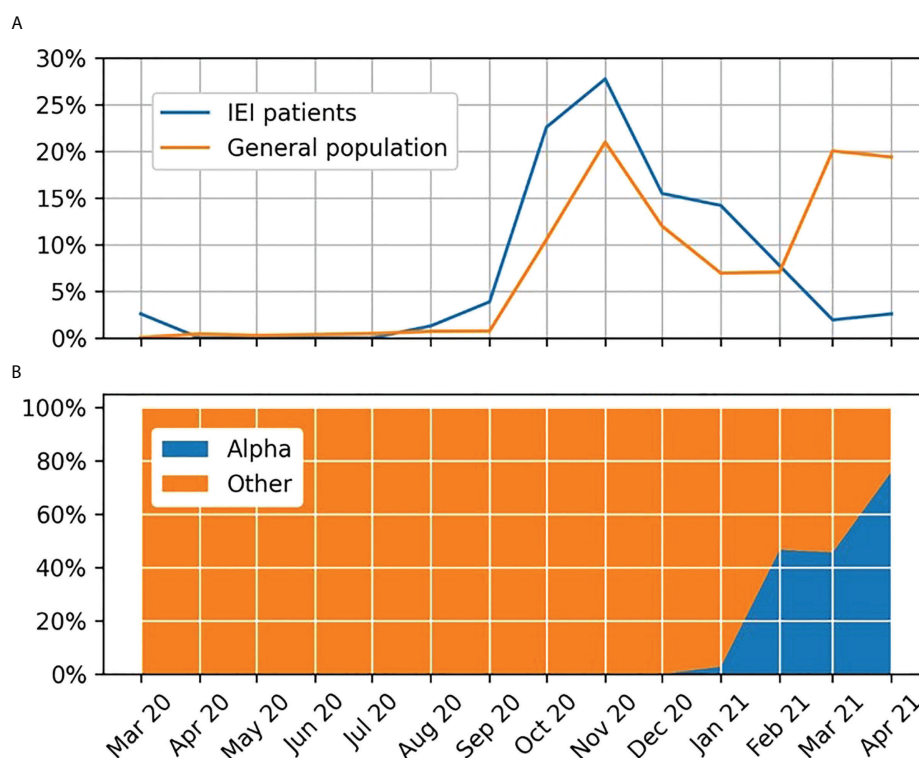 A
30%
25%
20%
15%
10%
5%
0%
IEI patients
General population
B
100%
80%
60%
40%
20%
0%
Alpha
Other
Mar 20
Apr 20
May 20
Jun 20
Jul 20
Aug 20
Sep 20
Oct 20
Nov 20
Dec 20
Jan 21
Feb 21
Mar 21
Apr 21